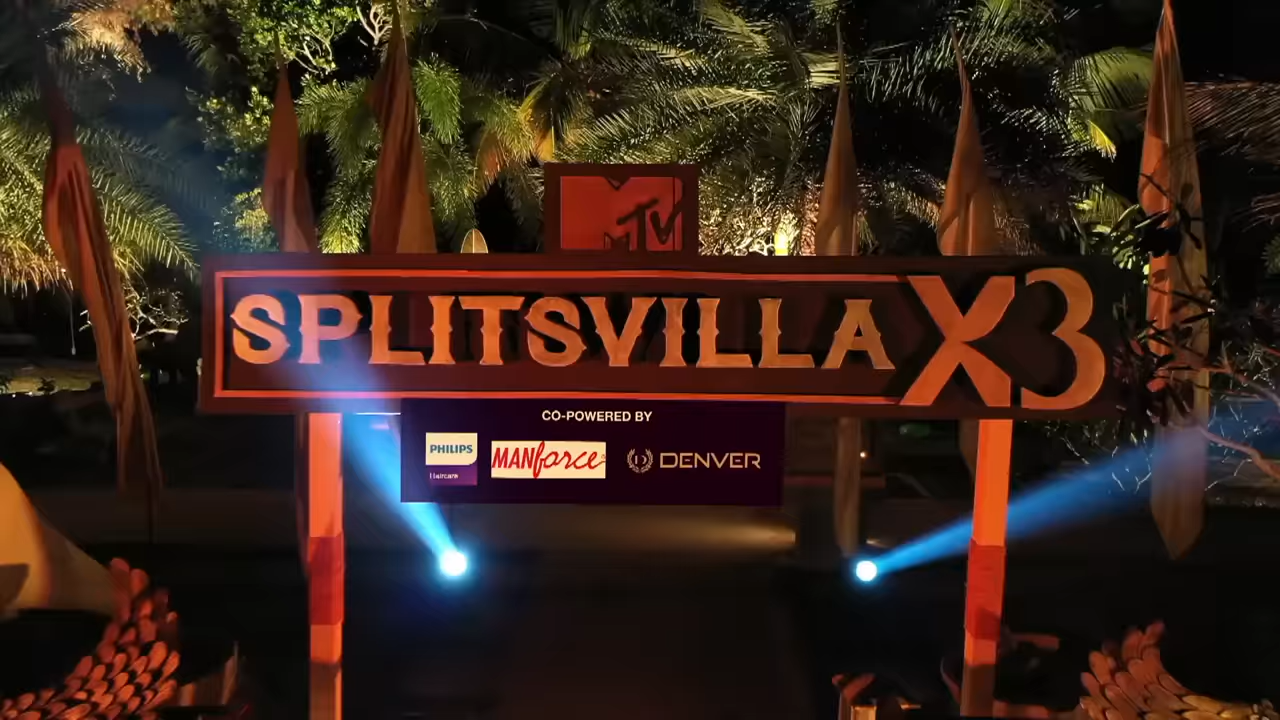 MTV
SPLITSVILLA X3
CO-POWERED BY
PHILIPS
Haircare
MANforce
DENVER